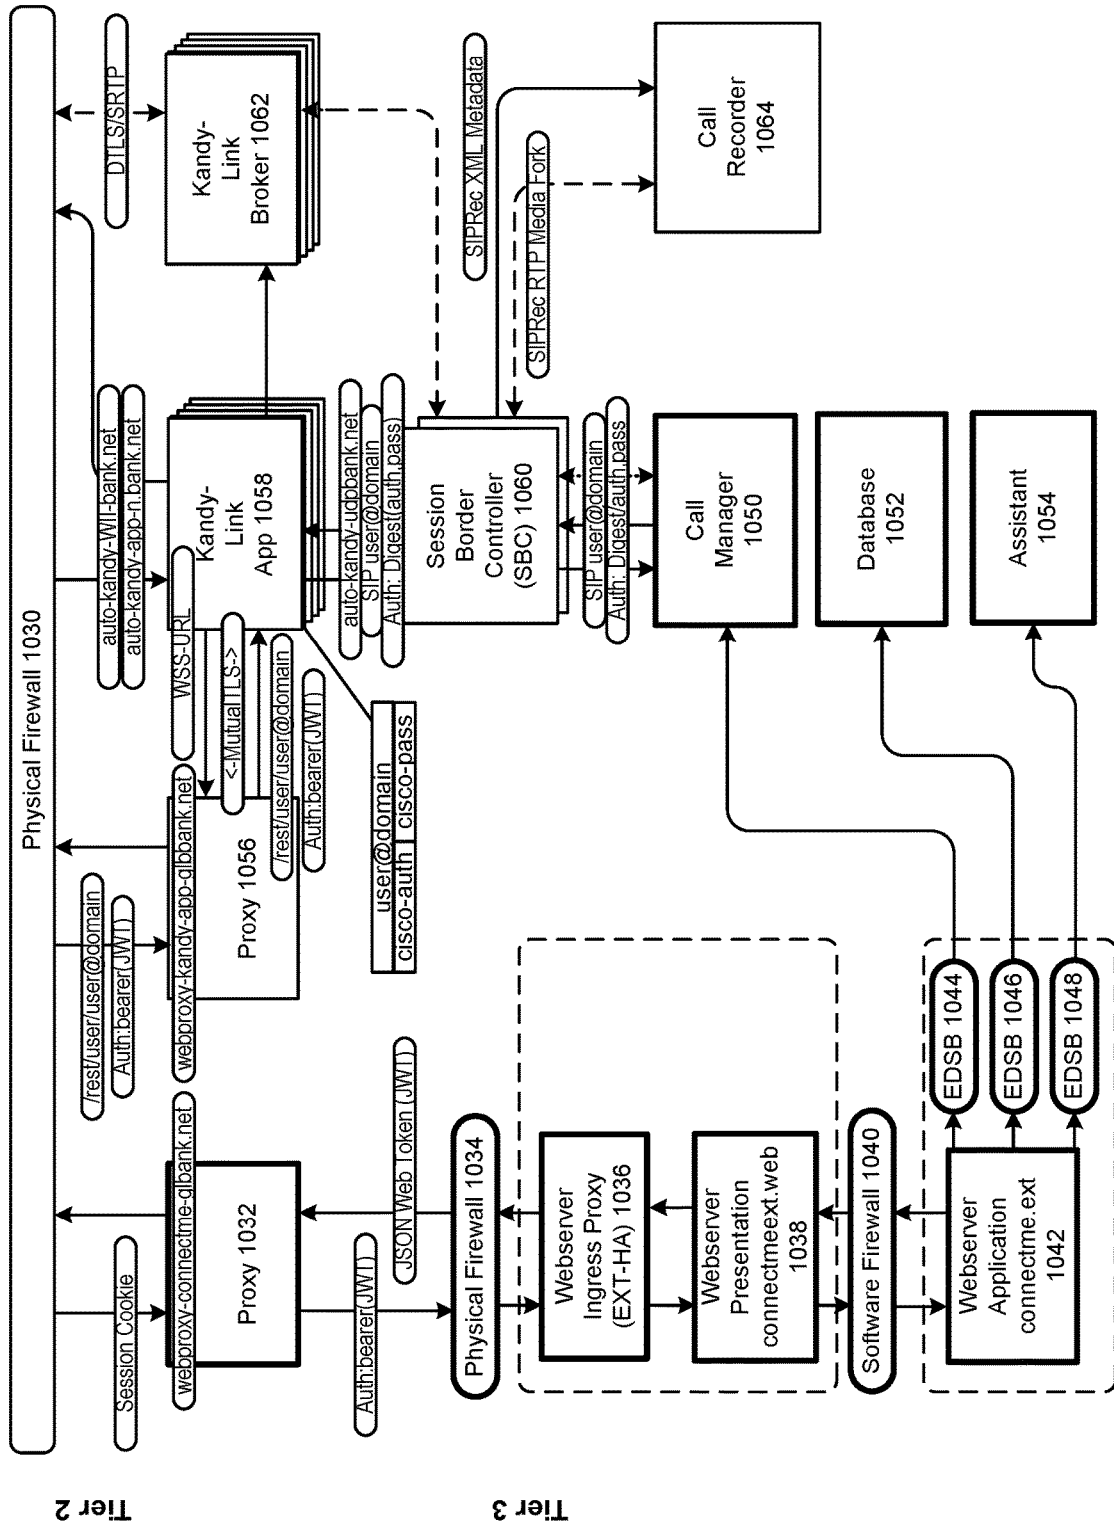 Tier 2
Tier 3
Physical Firewall 1030
Session Cookie
webproxy-connectme-qlbank.net
Proxy 1032
Auth:bearer(JWT)
JSON Web Token (JWT)
Physical Firewall 1034
Webserver
Ingress Proxy
(EXT-HA) 1036
Webserver
Presentation
connectmeext.web
1038
Software Firewall 1040
Webserver
Application
connectme.ext
1042
EDSB 1044
EDSB 1046
EDSB 1048
/rest/user/user@domain
Auth:bearer(JWT)
webproxy-kandy-app-qlbbank.net
Proxy 1056
WSS-URL
<-MutualTLS->
/rest/user/user@domain
Auth:bearer(JWT)
user@domain
cisco-auth
cisco-pass
auto-kandy-WII-bank.net
auto-kandy-app-n.bank.net
Kandy-
Link
App 1058
auto-kandy-udpbank.net
SIP user@domain
Auth: Digest(auth.pass)
Session
Border
Controller
(SBC) 1060
SIP user@domain
Auth: Digest/auth.pass
Call
Manager
1050
Database
1052
Assistant
1054
DTLS/SRTP
Kandy-
Link
Broker 1062
SIPRec XML Metadata
SIPRec RTP Media Fork
Call
Recorder
1064